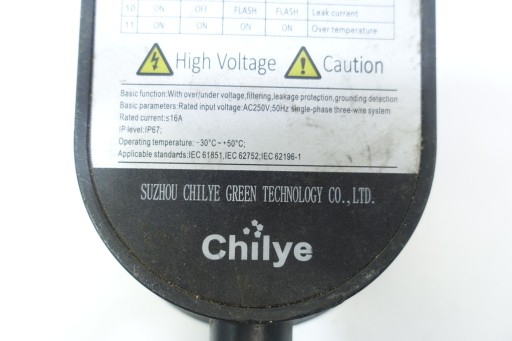 10 ON OFF FLASH FLASH Leak current
11 ON ON ON ON Over temperature
High Voltage Caution
Basic function:With over/under voltage,filtering,leakage protection,grounding detection
Basic parameters:Rated input voltage:AC250V,50Hz single-phase three-wire system
Rated current:≤16A
IP level:IP67;
Operating temperature: -30°C~+50°C;
Applicable standards:IEC 61851,IEC 62752;IEC 62196-1
SUZHOU CHILYE GREEN TECHNOLOGY CO.,LTD.
Chilye